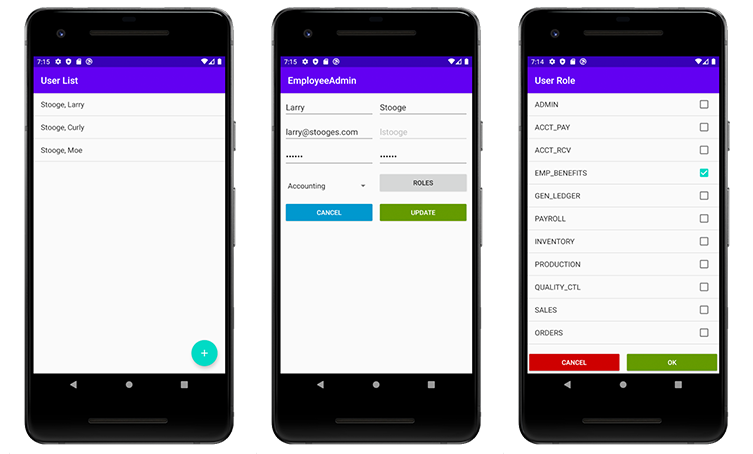 7:15
User List
Stooge, Larry
Stooge, Curly
Stooge, Moe
+
7:15
EmployeeAdmin
Larry Stooge
larry@stooges.com lstooge
•••••• ••••••
Accounting ROLES
CANCEL UPDATE
7:14
User Role
ADMIN
ACCT_PAY
ACCT_RCV
EMP_BENEFITS
GEN_LEDGER
PAYROLL
INVENTORY
PRODUCTION
QUALITY_CTL
SALES
ORDERS
CANCEL OK